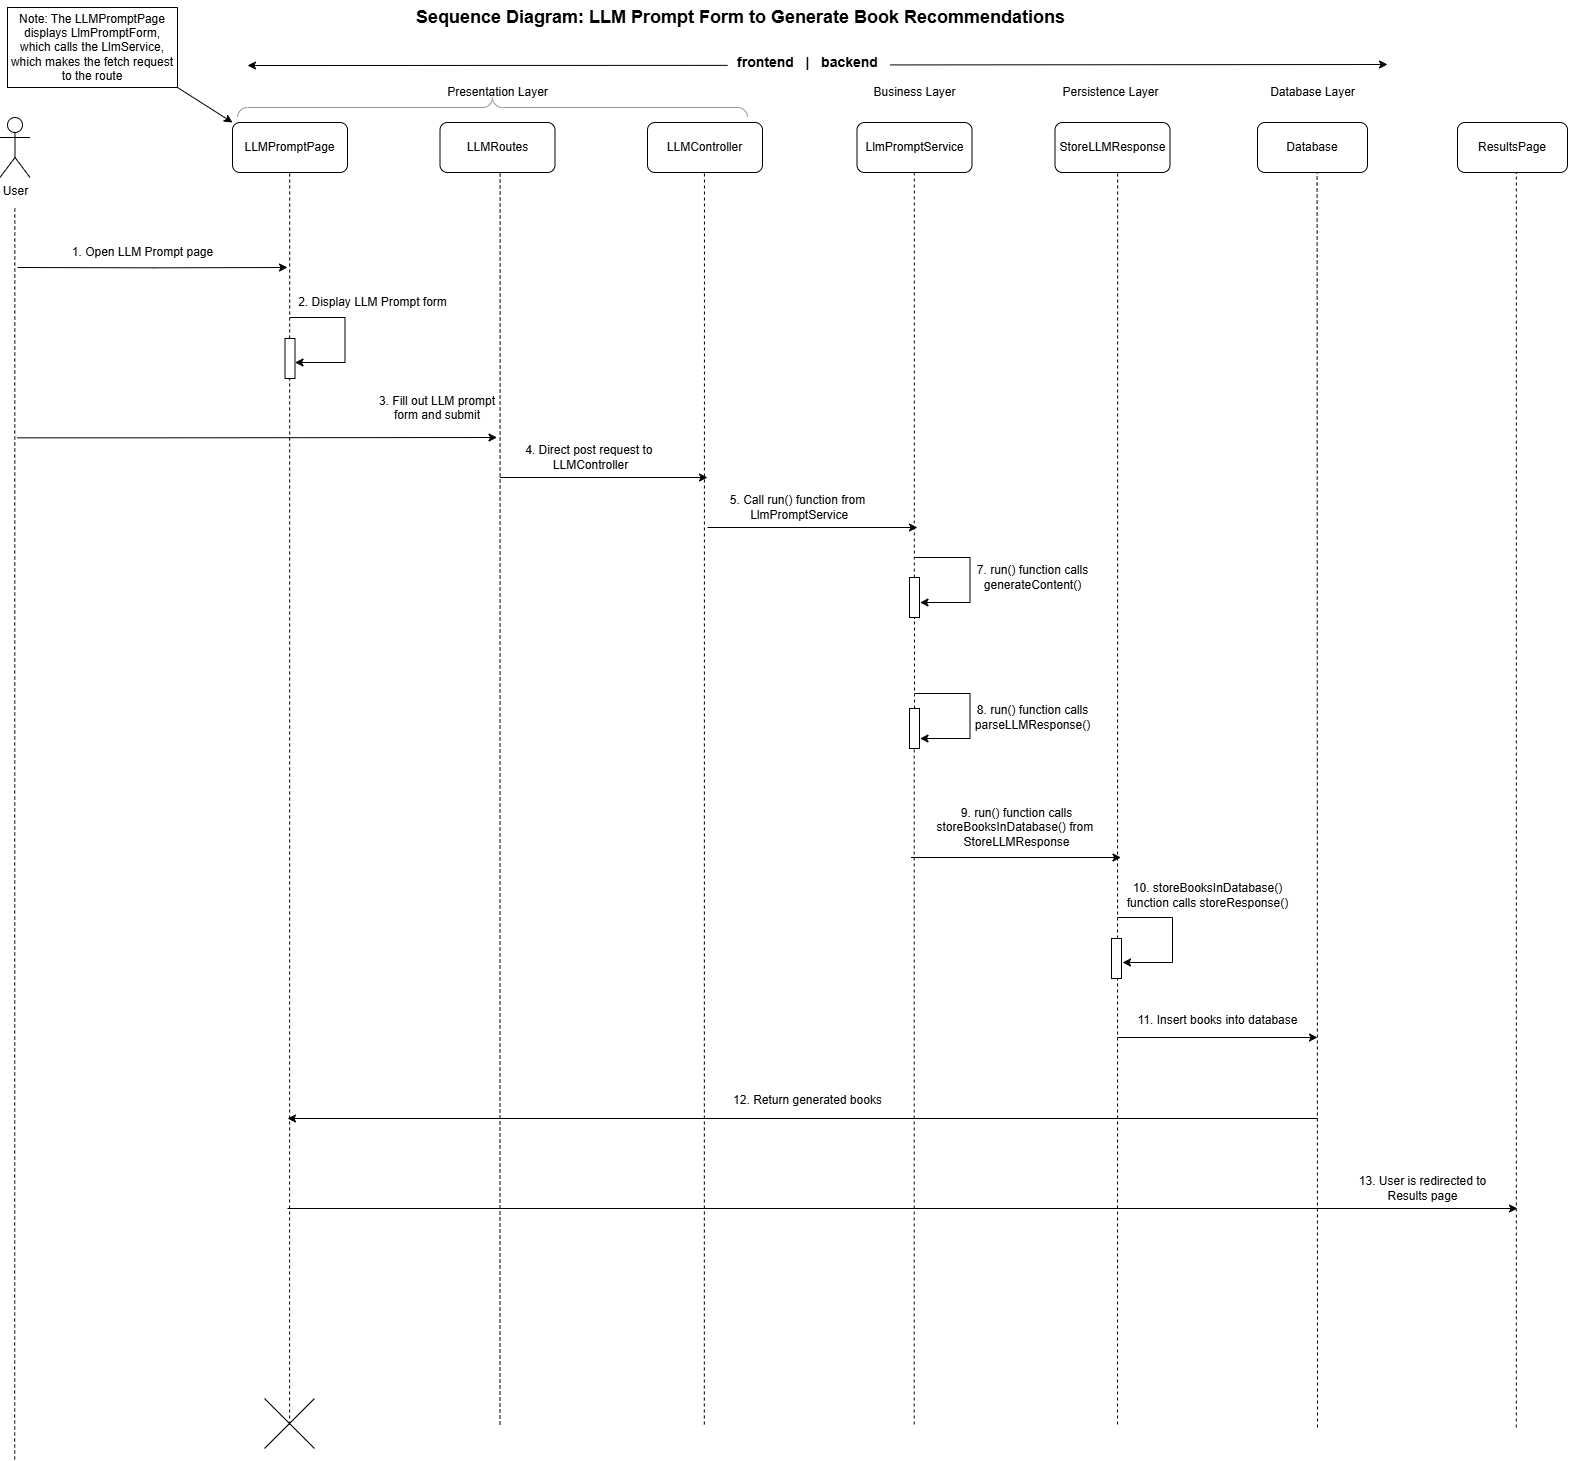 Note: The LLMPromptPage
displays LlmPromptForm,
which calls the LlmService,
which makes the fetch request
to the route
Sequence Diagram: LLM Prompt Form to Generate Book Recommendations
frontend | backend
Presentation Layer
Business Layer
Persistence Layer
Database Layer
User
LLMPromptPage
LLMRoutes
LLMController
LlmPromptService
StoreLLMResponse
Database
ResultsPage
1. Open LLM Prompt page
2. Display LLM Prompt form
3. Fill out LLM prompt
form and submit
4. Direct post request to
LLMController
5. Call run() function from
LlmPromptService
7. run() function calls
generateContent()
8. run() function calls
parseLLMResponse()
9. run() function calls
storeBooksInDatabase() from
StoreLLMResponse
10. storeBooksInDatabase()
function calls storeResponse()
11. Insert books into database
12. Return generated books
13. User is redirected to
Results page